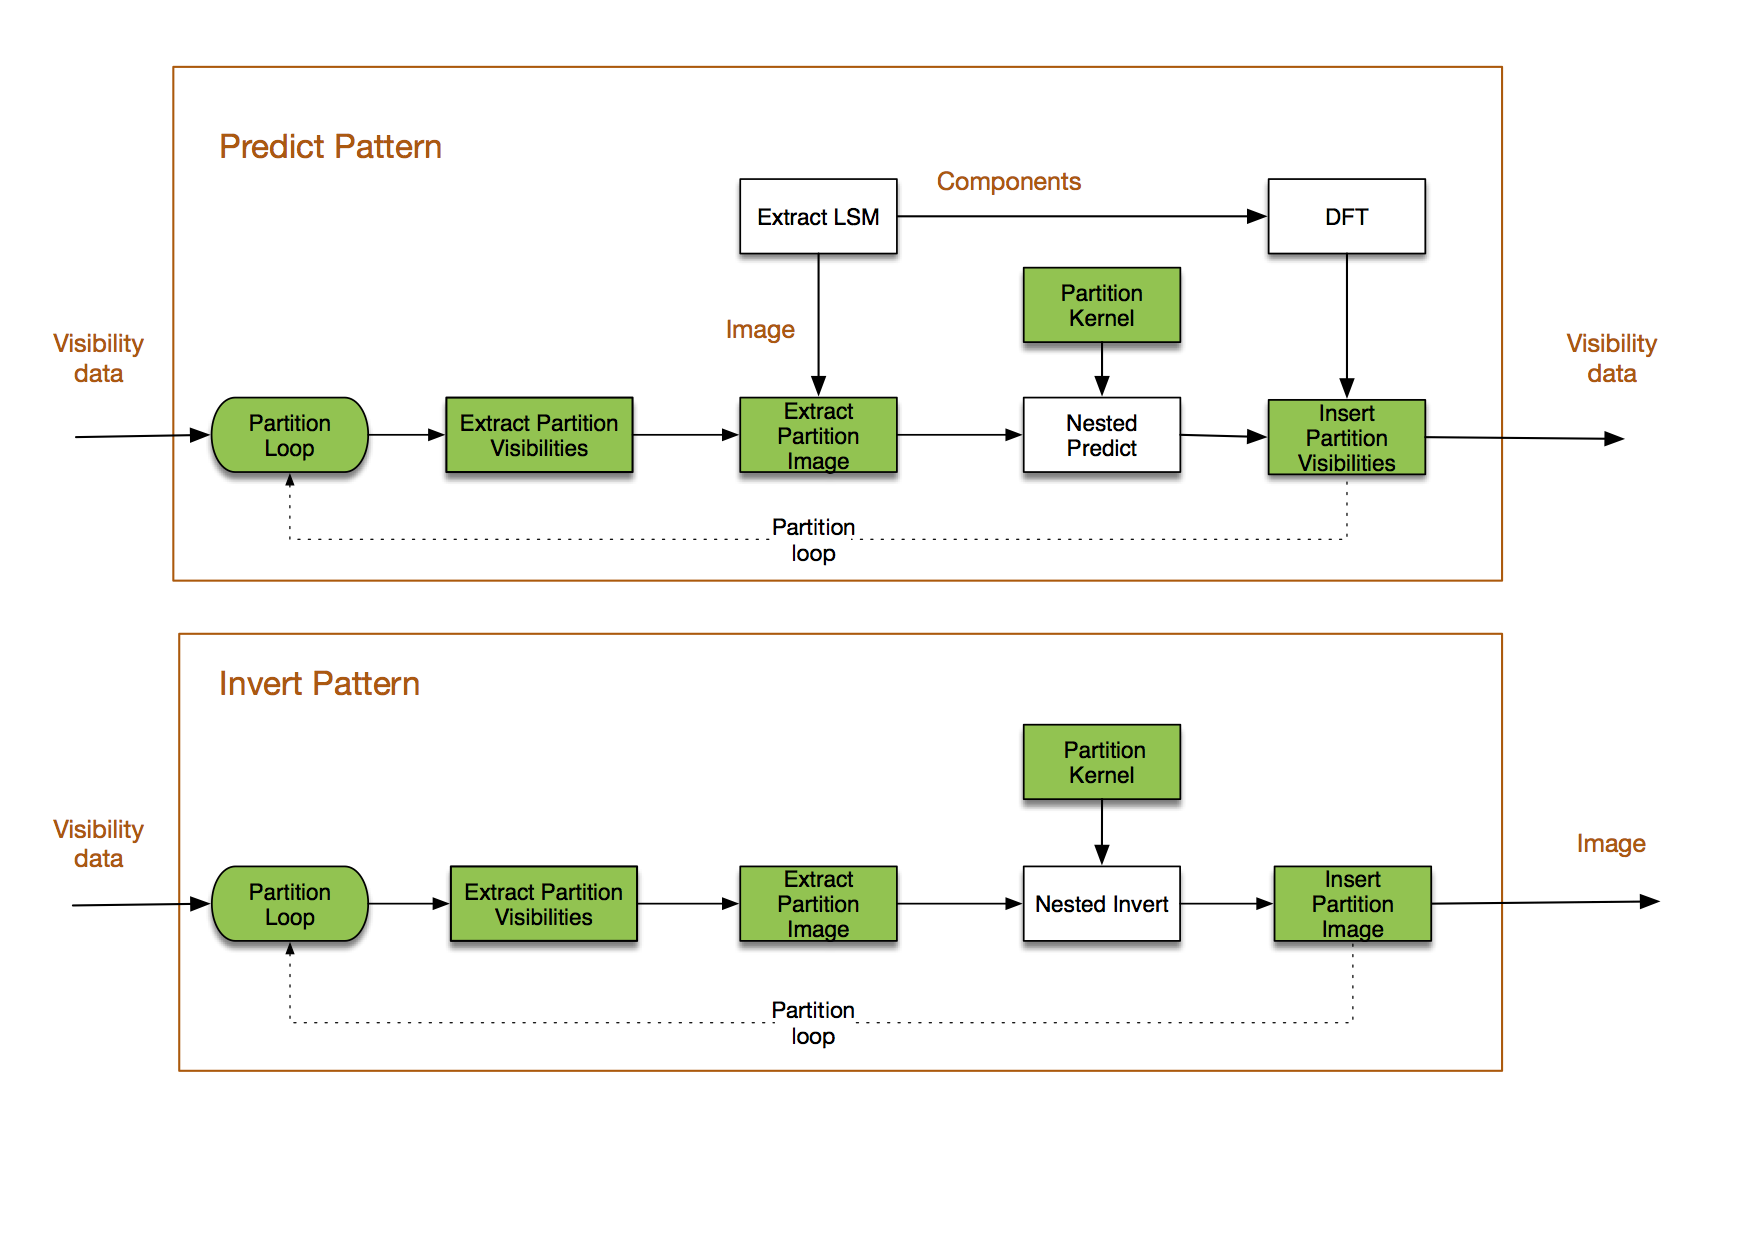 Predict Pattern
Components
Extract LSM
DFT
Partition
Kernel
Image
Visibility
data
Visibility
data
Partition
Loop
Extract Partition
Visibilities
Extract
Partition
Image
Nested
Predict
Insert
Partition
Visibilities
Partition
loop
Invert Pattern
Partition
Kernel
Visibility
data
Image
Partition
Loop
Extract Partition
Visibilities
Extract
Partition
Image
Nested Invert
Insert
Partition
Image
Partition
loop